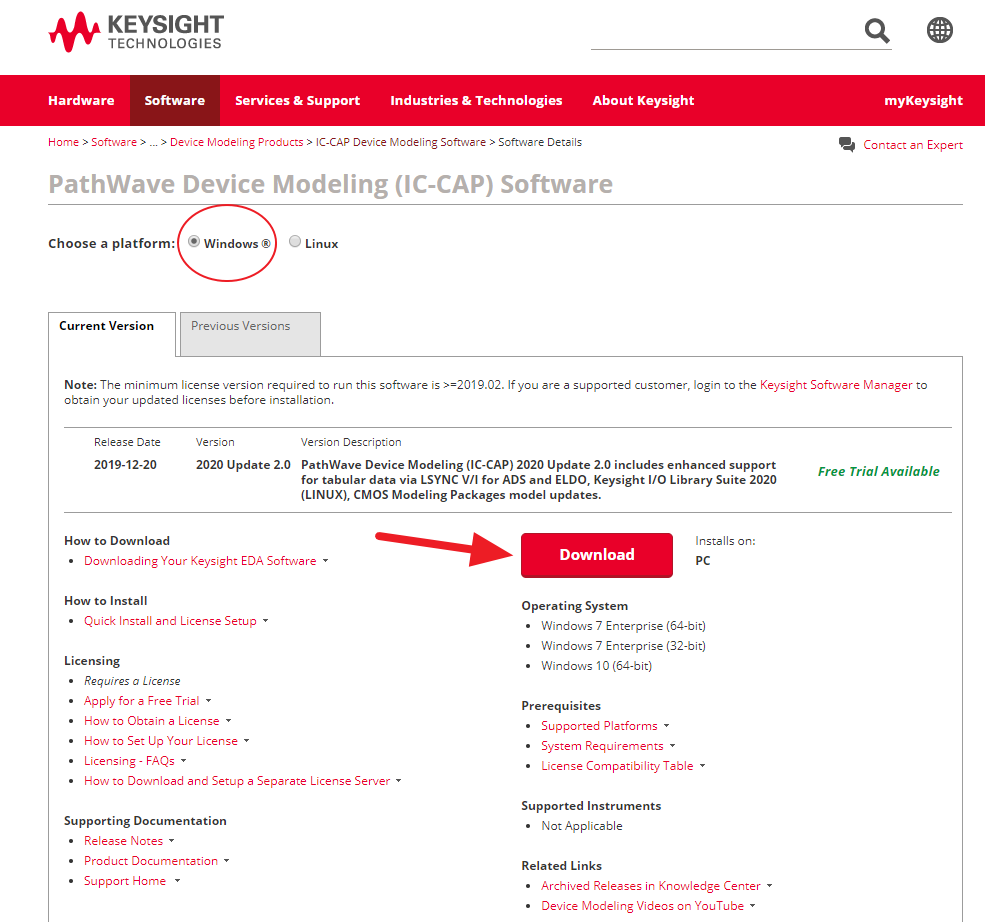 KEYSIGHT
TECHNOLOGIES
Hardware
Software
Services & Support
Industries & Technologies
About Keysight
myKeysight
Home > Software > ... > Device Modeling Products > IC-CAP Device Modeling Software > Software Details
Contact an Expert
PathWave Device Modeling (IC-CAP) Software
Choose a platform: Windows ® Linux
Current Version
Previous Versions
Note: The minimum license version required to run this software is >=2019.02. If you are a supported customer, login to the Keysight Software Manager to
obtain your updated licenses before installation.
Release Date
Version
Version Description
2019-12-20
2020 Update 2.0
PathWave Device Modeling (IC-CAP) 2020 Update 2.0 includes enhanced support
for tabular data via LSYNC V/I for ADS and ELDO, Keysight I/O Library Suite 2020
(LINUX), CMOS Modeling Packages model updates.
Free Trial Available
How to Download
Downloading Your Keysight EDA Software
How to Install
Quick Install and License Setup
Licensing
Requires a License
Apply for a Free Trial
How to Obtain a License
How to Set Up Your License
Licensing - FAQs
How to Download and Setup a Separate License Server
Supporting Documentation
Release Notes
Product Documentation
Support Home
Download
Installs on:
PC
Operating System
Windows 7 Enterprise (64-bit)
Windows 7 Enterprise (32-bit)
Windows 10 (64-bit)
Prerequisites
Supported Platforms
System Requirements
License Compatibility Table
Supported Instruments
Not Applicable
Related Links
Archived Releases in Knowledge Center
Device Modeling Videos on YouTube